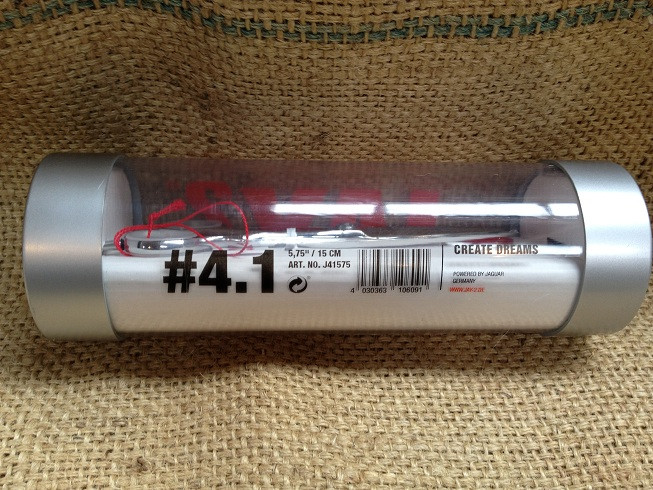 #4.1
5,75" / 15 CM
ART. NO. J41575
4 030363 106091
CREATE DREAMS
POWERED BY JAGUAR
GERMANY